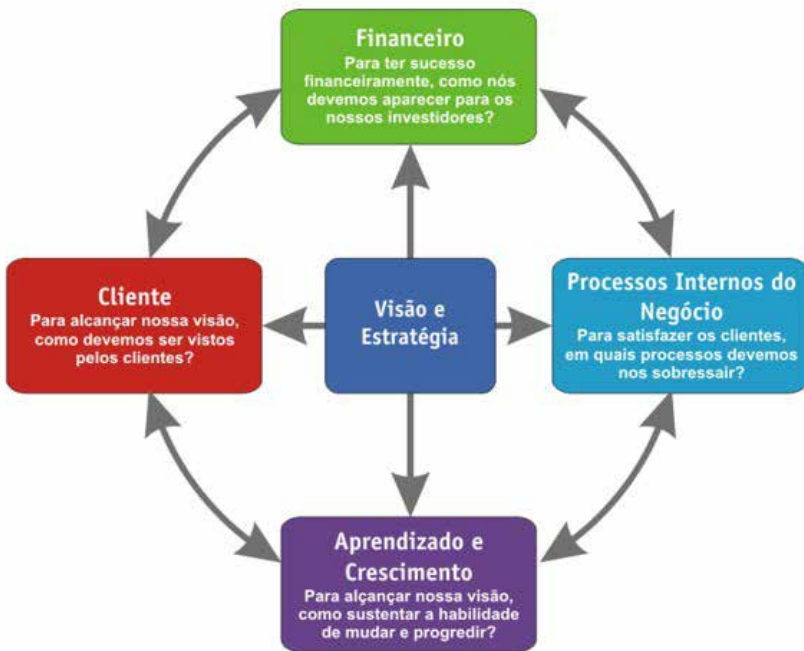 Financeiro
Para ter sucesso
financeiramente, como nós
devemos aparecer para os
nossos investidores?
Cliente
Para alcançar nossa visão,
como devemos ser vistos
pelos clientes?
Visão e
Estratégia
Processos Internos do
Negócio
Para satisfazer os clientes,
em quais processos devemos
nos sobressair?
Aprendizado e
Crescimento
Para alçançar nossa visão,
como sustentar a habilidade
de mudar e progredir?